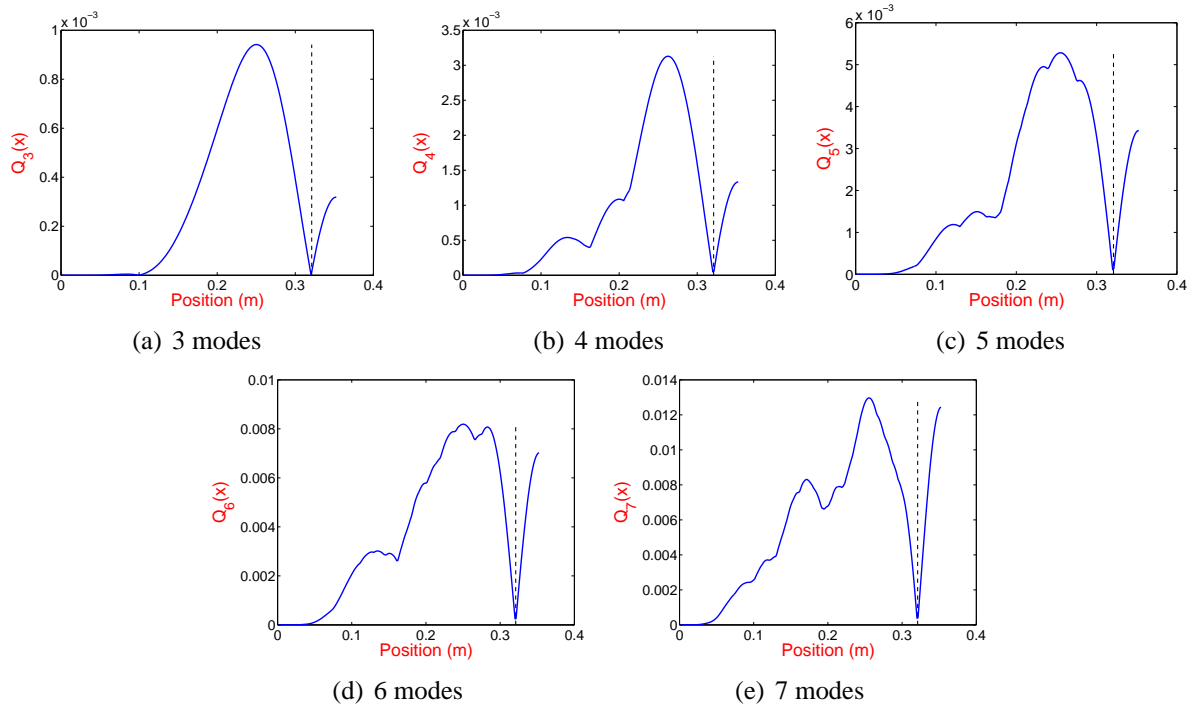 x 10⁻³
1
0.8
0.6
0.4
0.2
0
Q₃(x)
0 0.1 0.2 0.3 0.4
Position (m)
(a) 3 modes
x 10⁻³
3.5
3
2.5
2
1.5
1
0.5
0
Q₄(x)
0 0.1 0.2 0.3 0.4
Position (m)
(b) 4 modes
x 10⁻³
6
5
4
3
2
1
0
Q₅(x)
0 0.1 0.2 0.3 0.4
Position (m)
(c) 5 modes
0.01
0.008
0.006
0.004
0.002
0
Q₆(x)
0 0.1 0.2 0.3 0.4
Position (m)
(d) 6 modes
0.014
0.012
0.01
0.008
0.006
0.004
0.002
0
Q₇(x)
0 0.1 0.2 0.3 0.4
Position (m)
(e) 7 modes